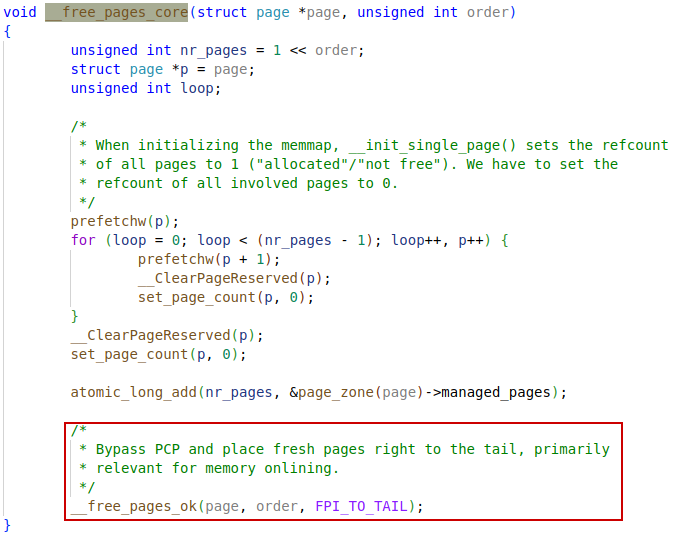 void __free_pages_core(struct page *page, unsigned int order)
{
        unsigned int nr_pages = 1 << order;
        struct page *p = page;
        unsigned int loop;

        /*
         * When initializing the memmap, __init_single_page() sets the refcount
         * of all pages to 1 ("allocated"/"not free"). We have to set the
         * refcount of all involved pages to 0.
         */
        prefetchw(p);
        for (loop = 0; loop < (nr_pages - 1); loop++, p++) {
                prefetchw(p + 1);
                __ClearPageReserved(p);
                set_page_count(p, 0);
        }
        __ClearPageReserved(p);
        set_page_count(p, 0);

        atomic_long_add(nr_pages, &page_zone(page)->managed_pages);

        /*
         * Bypass PCP and place fresh pages right to the tail, primarily
         * relevant for memory onlining.
         */
        __free_pages_ok(page, order, FPI_TO_TAIL);
}